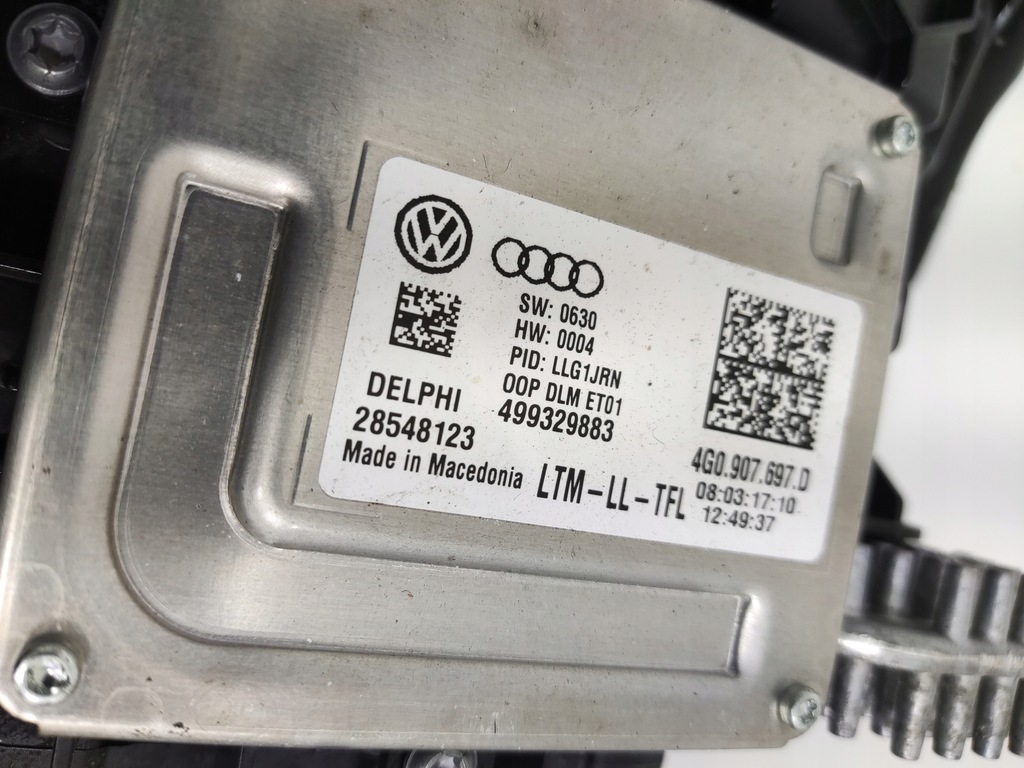 SW: 0630
HW: 0004
PID: LLG1JRN
OOP DLM ET01
499329883
DELPHI
28548123
Made in Macedonia
LTM-LL-TFL
4G0.907.697.D
08:03:17:10
12:49:37